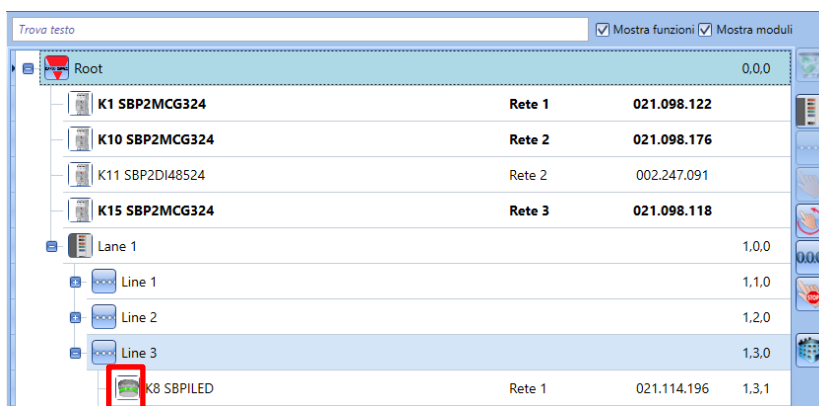 Trova testo Mostra funzioni Mostra moduli
Root 0,0,0
K1 SBP2MCG324 Rete 1 021.098.122
K10 SBP2MCG324 Rete 2 021.098.176
K11 SBP2DI48524 Rete 2 002.247.091
K15 SBP2MCG324 Rete 3 021.098.118
Lane 1 1,0,0
Line 1 1,1,0
Line 2 1,2,0
Line 3 1,3,0
K8 SBPILED Rete 1 021.114.196 1,3,1